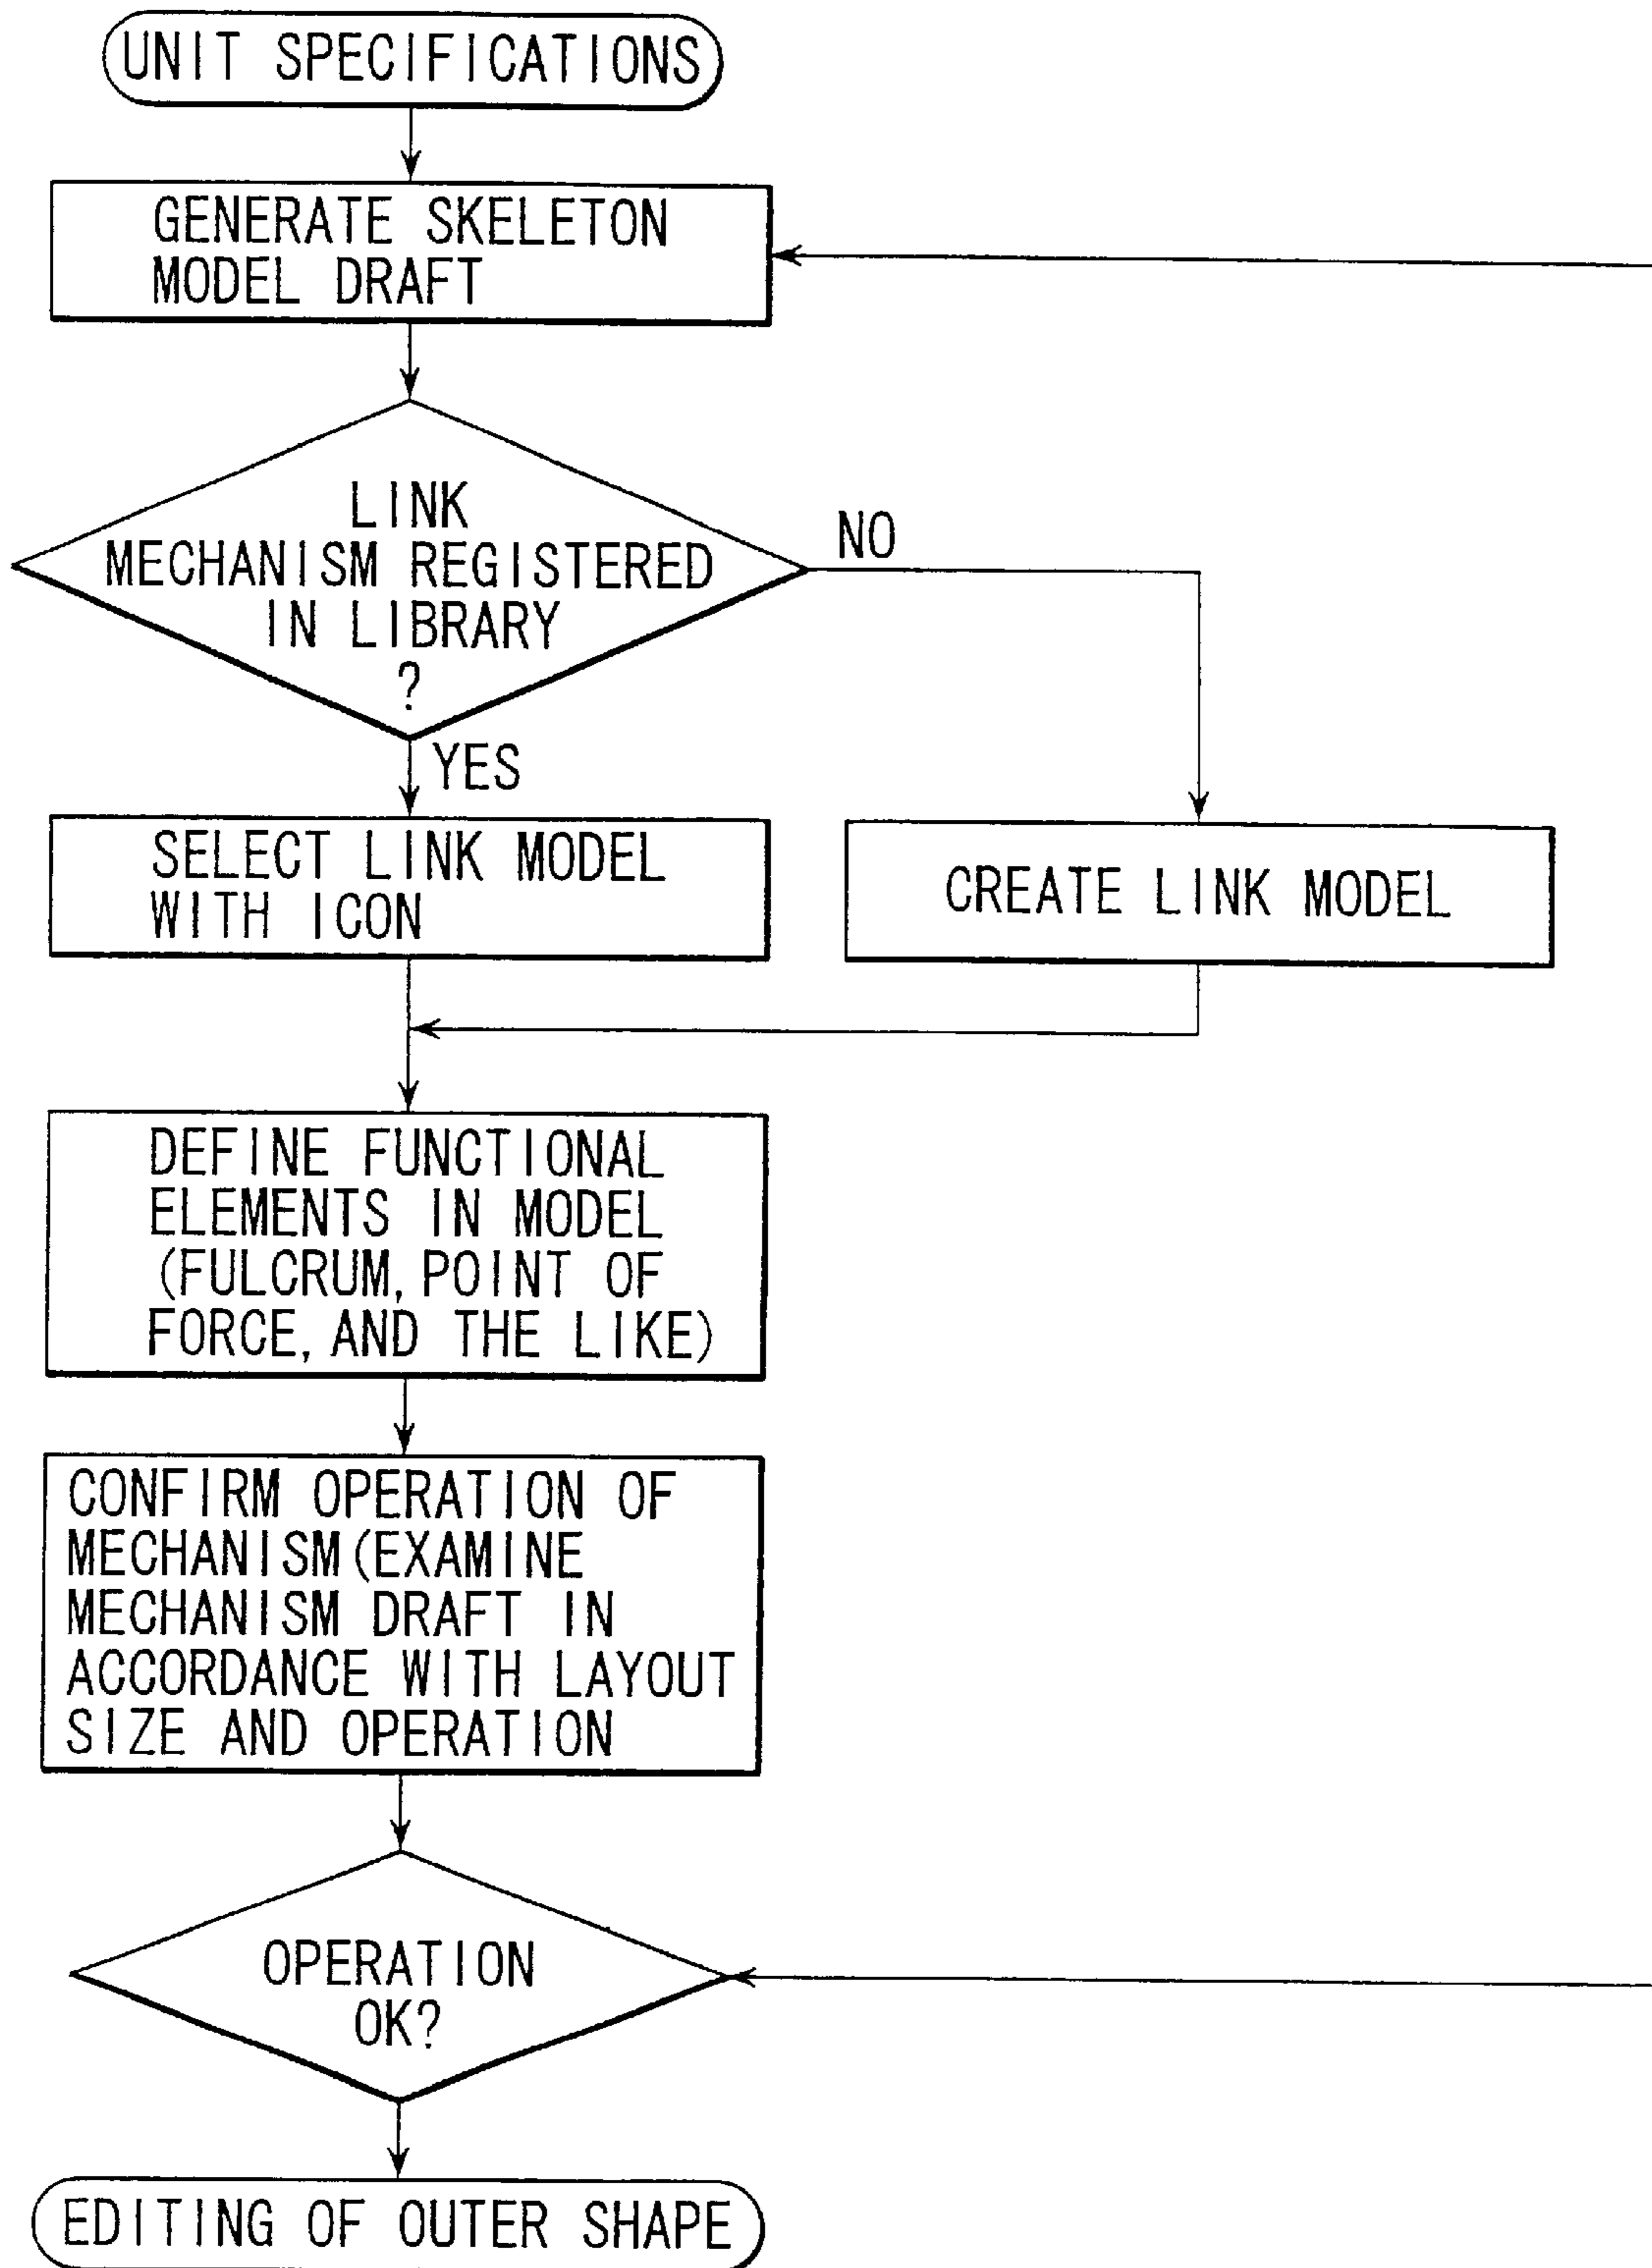 UNIT SPECIFICATIONS
GENERATE SKELETON
MODEL DRAFT
LINK
MECHANISM REGISTERED
IN LIBRARY
?
NO
YES
SELECT LINK MODEL
WITH ICON
CREATE LINK MODEL
DEFINE FUNCTIONAL
ELEMENTS IN MODEL
(FULCRUM, POINT OF
FORCE, AND THE LIKE)
CONFIRM OPERATION OF
MECHANISM (EXAMINE
MECHANISM DRAFT IN
ACCORDANCE WITH LAYOUT
SIZE AND OPERATION
OPERATION
OK?
EDITING OF OUTER SHAPE